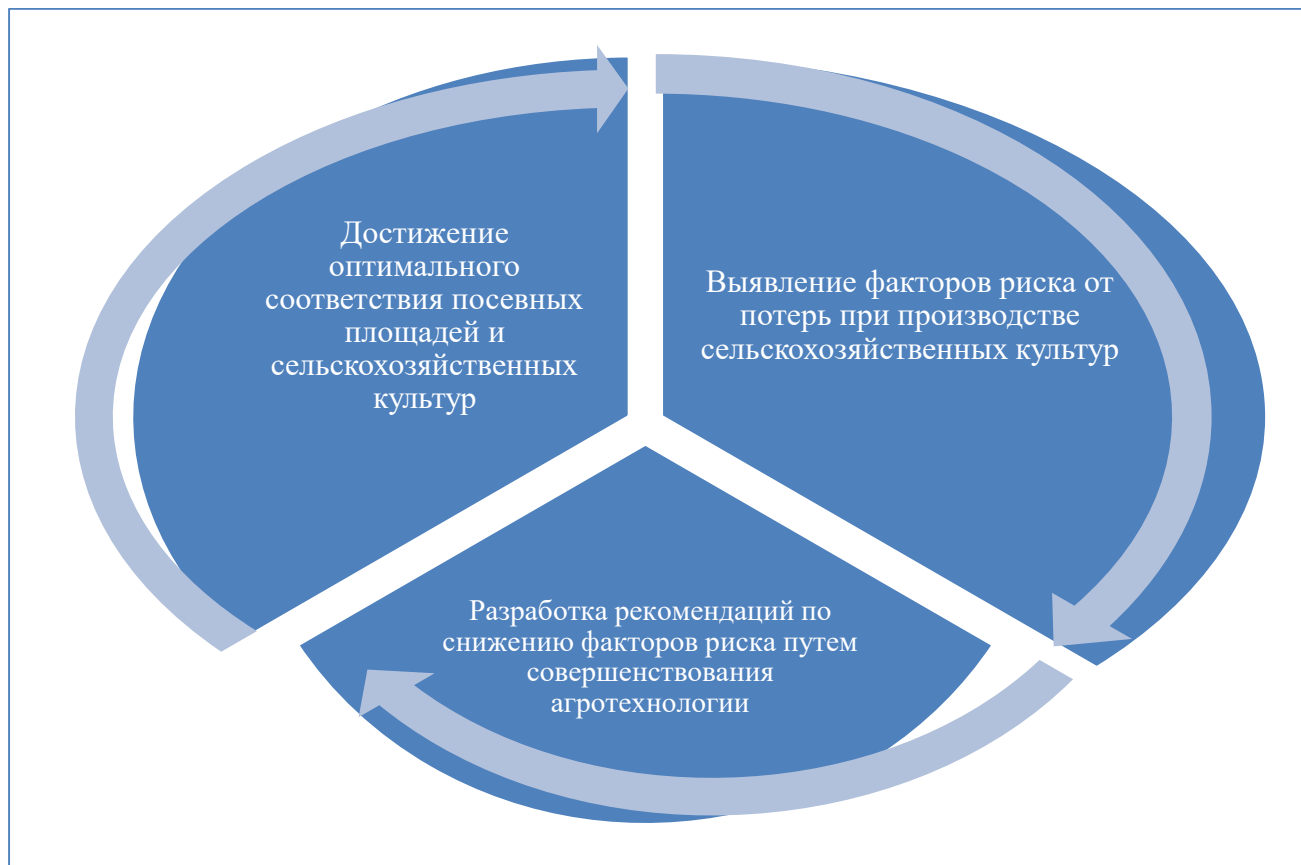 Достижение
оптимального
соответствия посевных
площадей и
сельскохозяйственных
культур
Выявление факторов риска от
потерь при производстве
сельскохозяйственных культур
Разработка рекомендаций по
снижению факторов риска путем
совершенствования
агротехнологии